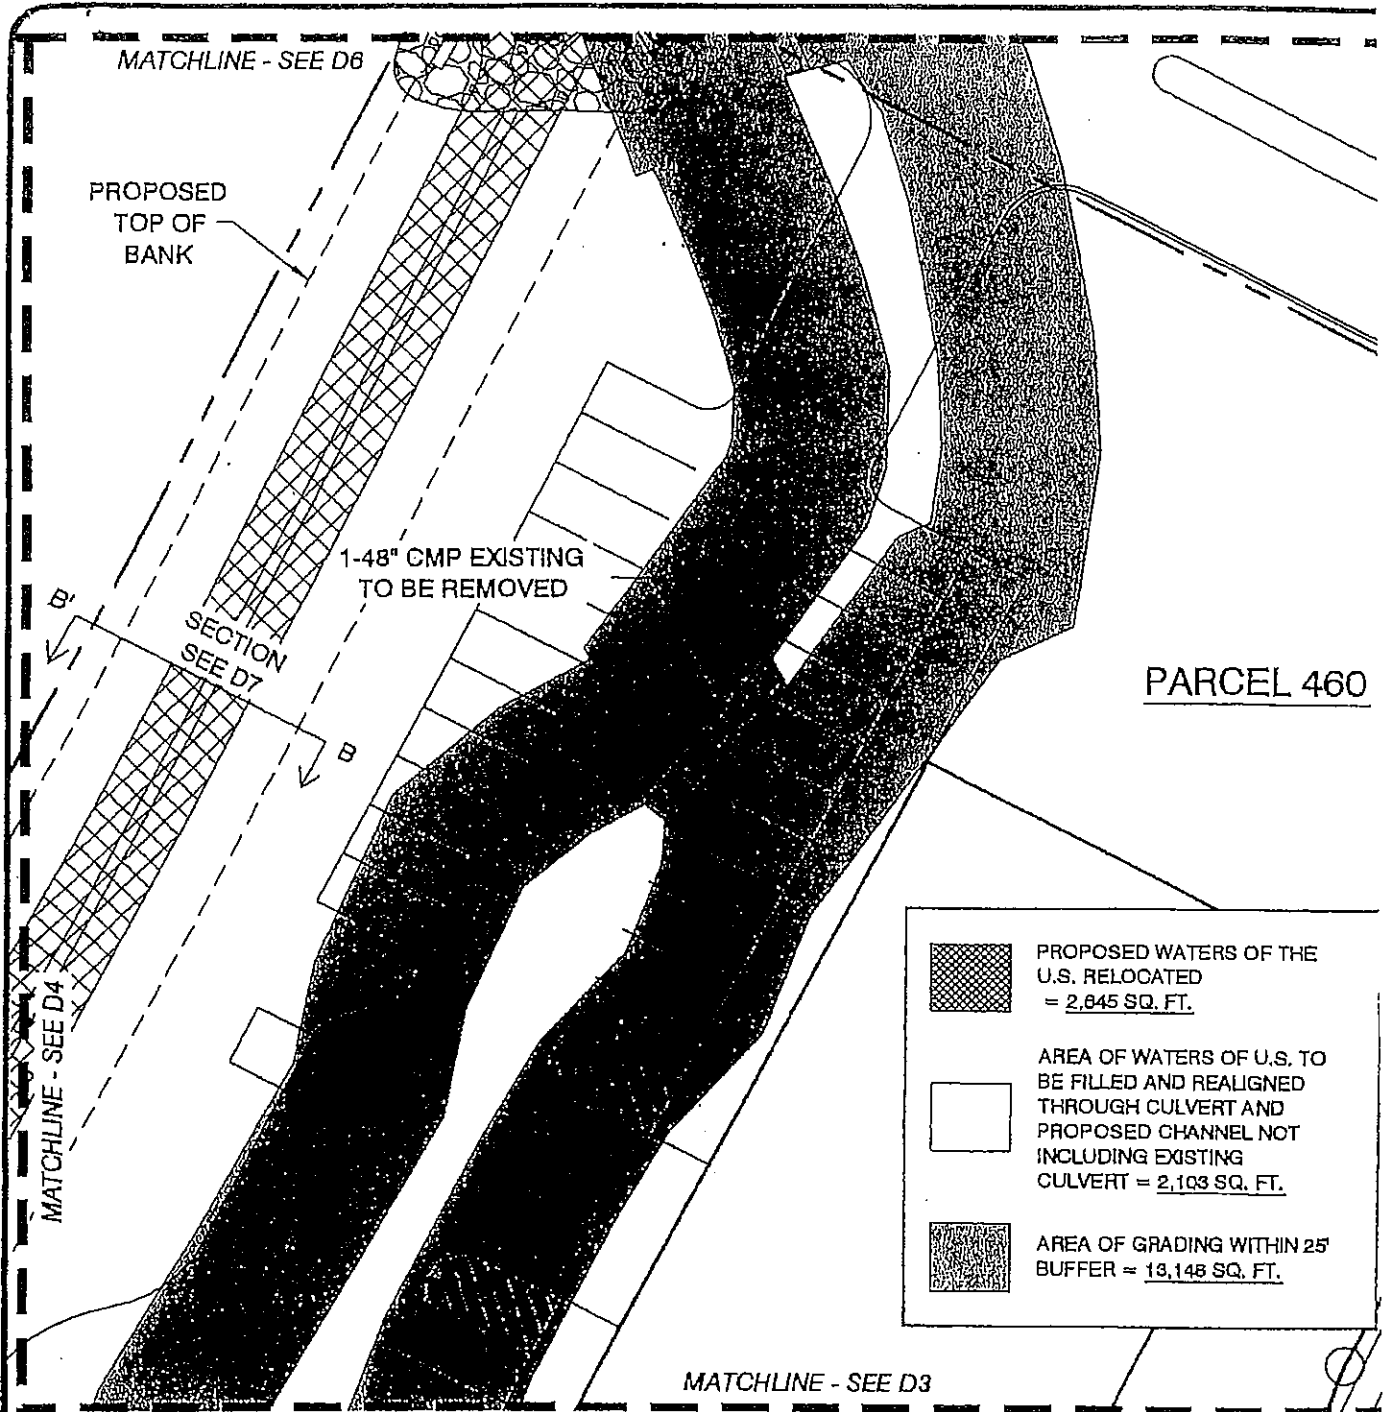 MATCHLINE - SEE D6
PROPOSED
TOP OF
BANK
1-48" CMP EXISTING
TO BE REMOVED
B'
SECTION
SEE D7
B
PARCEL 460
MATCHLINE - SEE D4
PROPOSED WATERS OF THE
U.S. RELOCATED
= 2,645 SQ. FT.
AREA OF WATERS OF U.S. TO
BE FILLED AND REALIGNED
THROUGH CULVERT AND
PROPOSED CHANNEL NOT
INCLUDING EXISTING
CULVERT = 2,103 SQ. FT.
AREA OF GRADING WITHIN 25'
BUFFER = 13,148 SQ. FT.
MATCHLINE - SEE D3